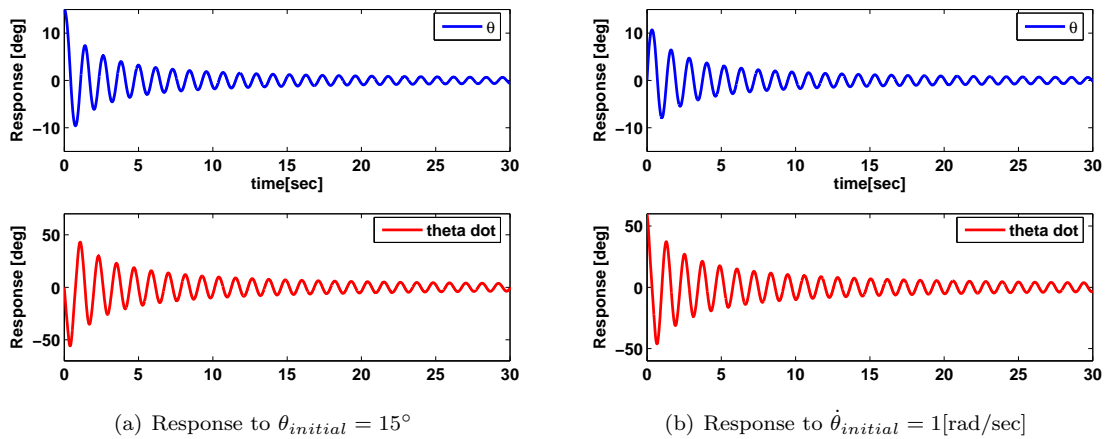 Response [deg]
10
0
−10
θ
0 5 10 15 20 25 30
time[sec]
Response [deg]
50
0
−50
theta dot
0 5 10 15 20 25 30
(a) Response to θinitial = 15°
Response [deg]
10
0
−10
θ
0 5 10 15 20 25 30
time[sec]
Response [deg]
50
0
−50
theta dot
0 5 10 15 20 25 30
(b) Response to θ̇initial = 1[rad/sec]